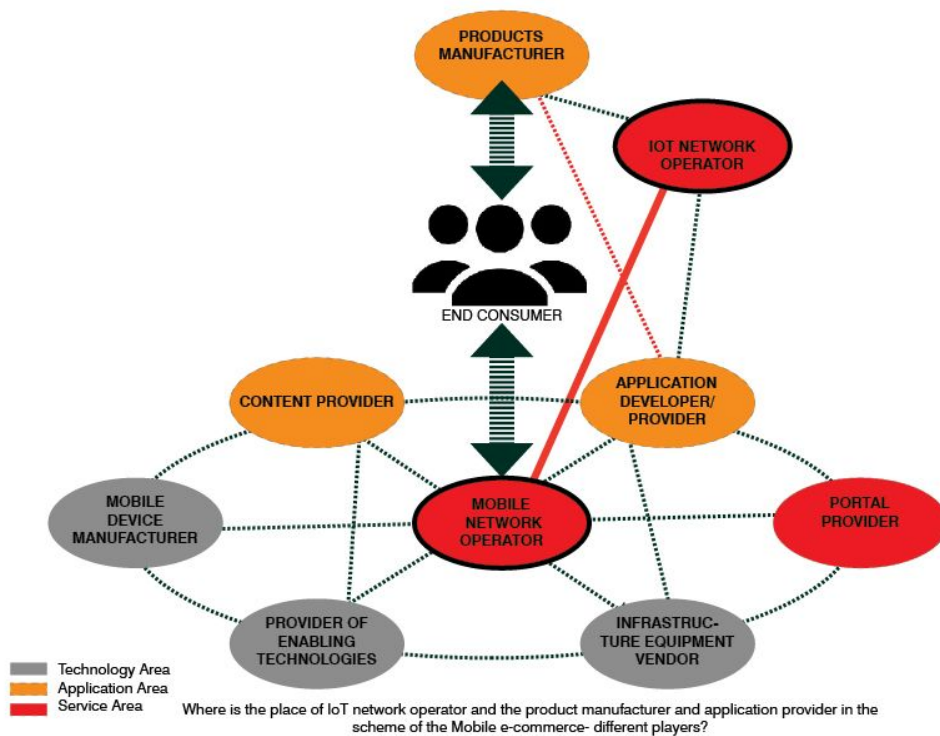 PRODUCTS
MANUFACTURER
IOT NETWORK
OPERATOR
END CONSUMER
CONTENT PROVIDER
APPLICATION
DEVELOPER/
PROVIDER
MOBILE
DEVICE
MANUFACTURER
MOBILE
NETWORK
OPERATOR
PORTAL
PROVIDER
PROVIDER OF
ENABLING
TECHNOLOGIES
INFRASTRUC-
TURE EQUIPMENT
VENDOR
Technology Area
Application Area
Service Area
Where is the place of IoT network operator and the product manufacturer and application provider in the
scheme of the Mobile e-commerce- different players?